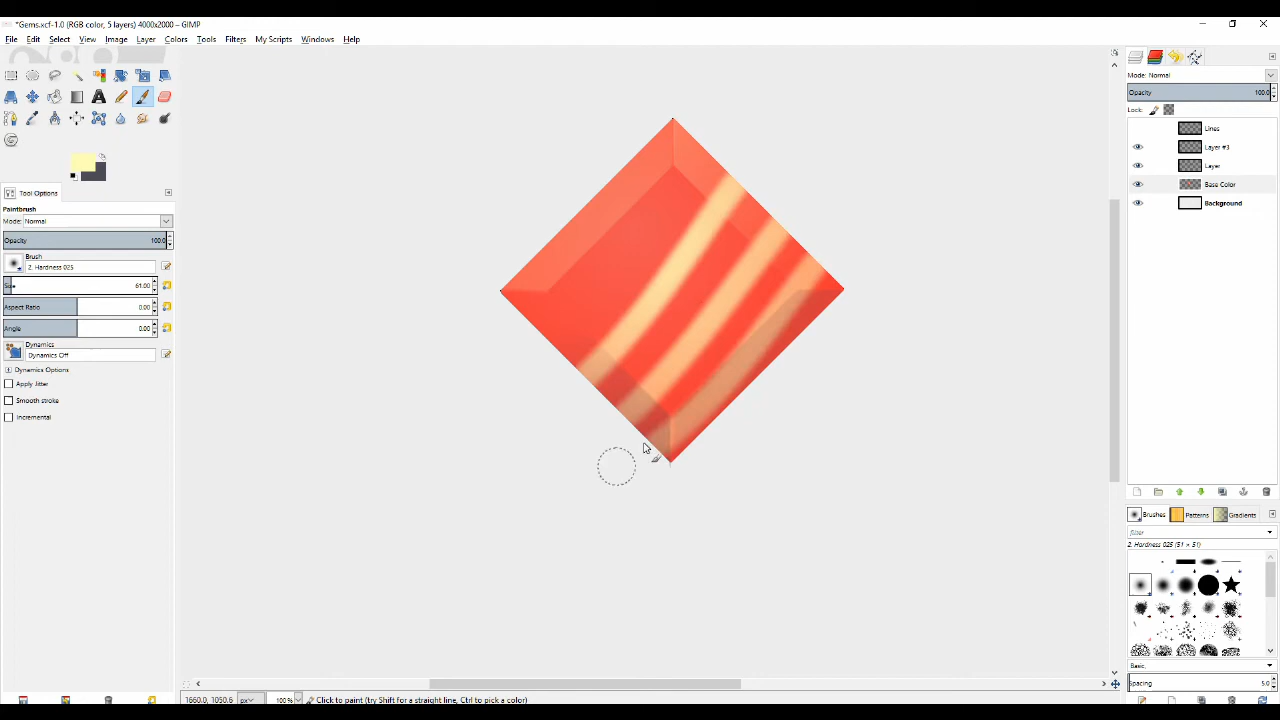 *Gems.xcf-1.0 (RGB color, 5 layers) 4000x2000 – GIMP
File Edit Select View Image Layer Colors Tools Filters My Scripts Windows Help
Mode: Normal
Opacity 100.0
Lock:
Lines
Layer #3
Layer
Base Color
Background
Tool Options
Paintbrush
Mode: Normal
Opacity 100.0
Brush
2. Hardness 025
Size 61.00
Aspect Ratio 0.00
Angle 0.00
Dynamics
Dynamics Off
Dynamics Options
Apply Jitter
Smooth stroke
Incremental
Brushes Patterns Gradients
filter
2. Hardness 025 (51 × 51)
Basic,
Spacing 5.0
1660.0, 1050.6 px 100 % Click to paint (try Shift for a straight line, Ctrl to pick a color)